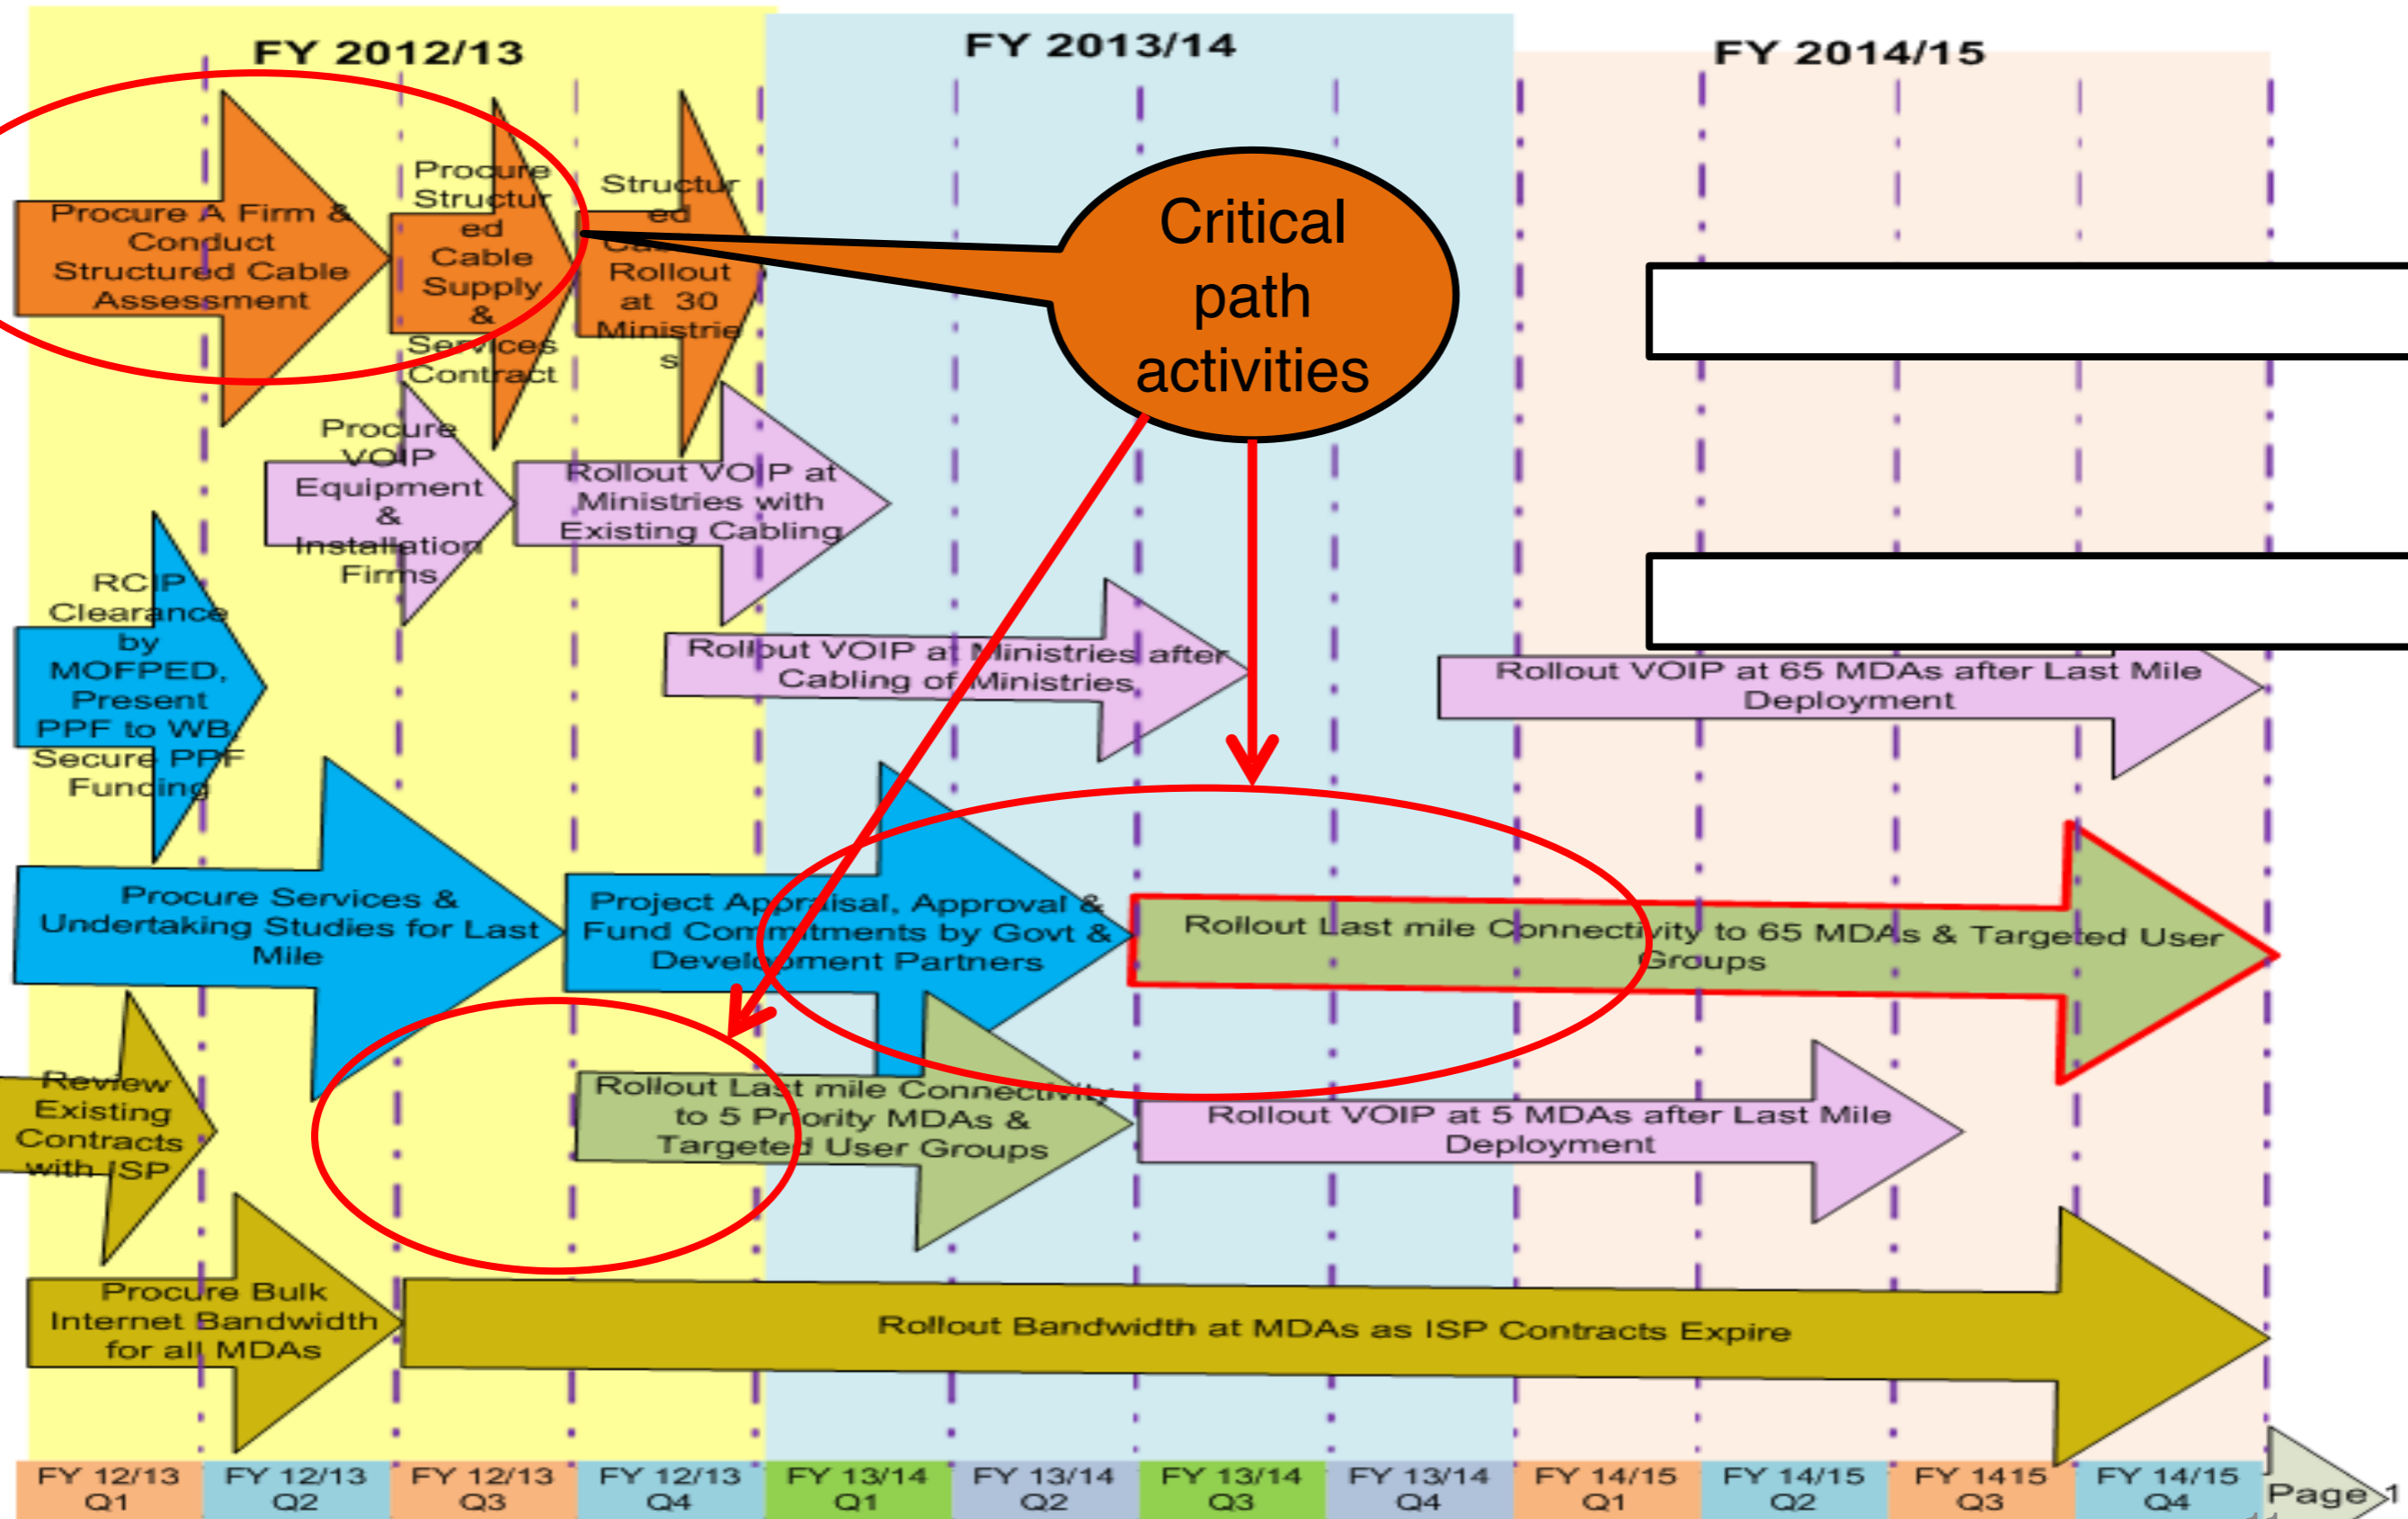 FY 2012/13
FY 2013/14
FY 2014/15
Procure A Firm &
Conduct
Structured Cable
Assessment
Procure
Structur
ed
Cable
Supply
&
Services
Contract
Structur
ed
Rollout
at 30
Ministrie
s
Critical
path
activities
Procure
VOIP
Equipment
&
Installation
Firms
Rollout VOIP at
Ministries with
Existing Cabling
RCIP
Clearance
by
MOFPED,
Present
PPF to WB,
Secure PPF
Funding
Rollout VOIP at Ministries after
Cabling of Ministries
Rollout VOIP at 65 MDAs after Last Mile
Deployment
Procure Services &
Undertaking Studies for Last
Mile
Project Appraisal, Approval &
Fund Commitments by Govt &
Development Partners
Rollout Last mile Connectivity to 65 MDAs & Targeted User
Groups
Review
Existing
Contracts
with ISP
Rollout Last mile Connectivity
to 5 Priority MDAs &
Targeted User Groups
Rollout VOIP at 5 MDAs after Last Mile
Deployment
Procure Bulk
Internet Bandwidth
for all MDAs
Rollout Bandwidth at MDAs as ISP Contracts Expire
FY 12/13
Q1
FY 12/13
Q2
FY 12/13
Q3
FY 12/13
Q4
FY 13/14
Q1
FY 13/14
Q2
FY 13/14
Q3
FY 13/14
Q4
FY 14/15
Q1
FY 14/15
Q2
FY 1415
Q3
FY 14/15
Q4
Page 1